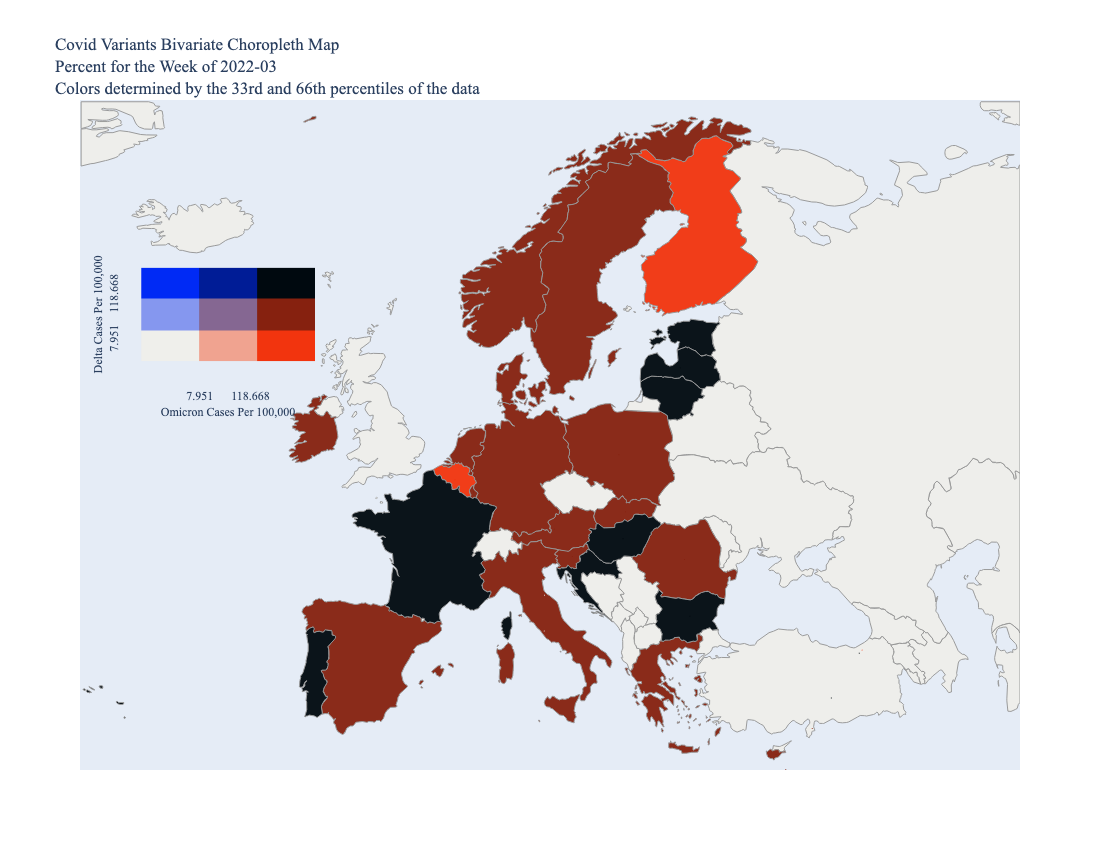 Covid Variants Bivariate Choropleth Map
Percent for the Week of 2022-03
Colors determined by the 33rd and 66th percentiles of the data
Delta Cases Per 100,000
7.951 118.668
7.951 118.668
Omicron Cases Per 100,000